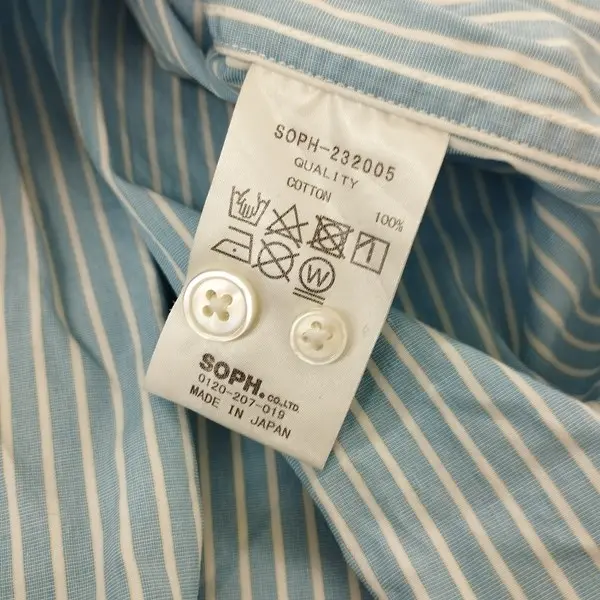 SOPH-232005
QUALITY
COTTON 100%
W
SOPH.CO.,LTD.
0120-207-019
MADE IN JAPAN